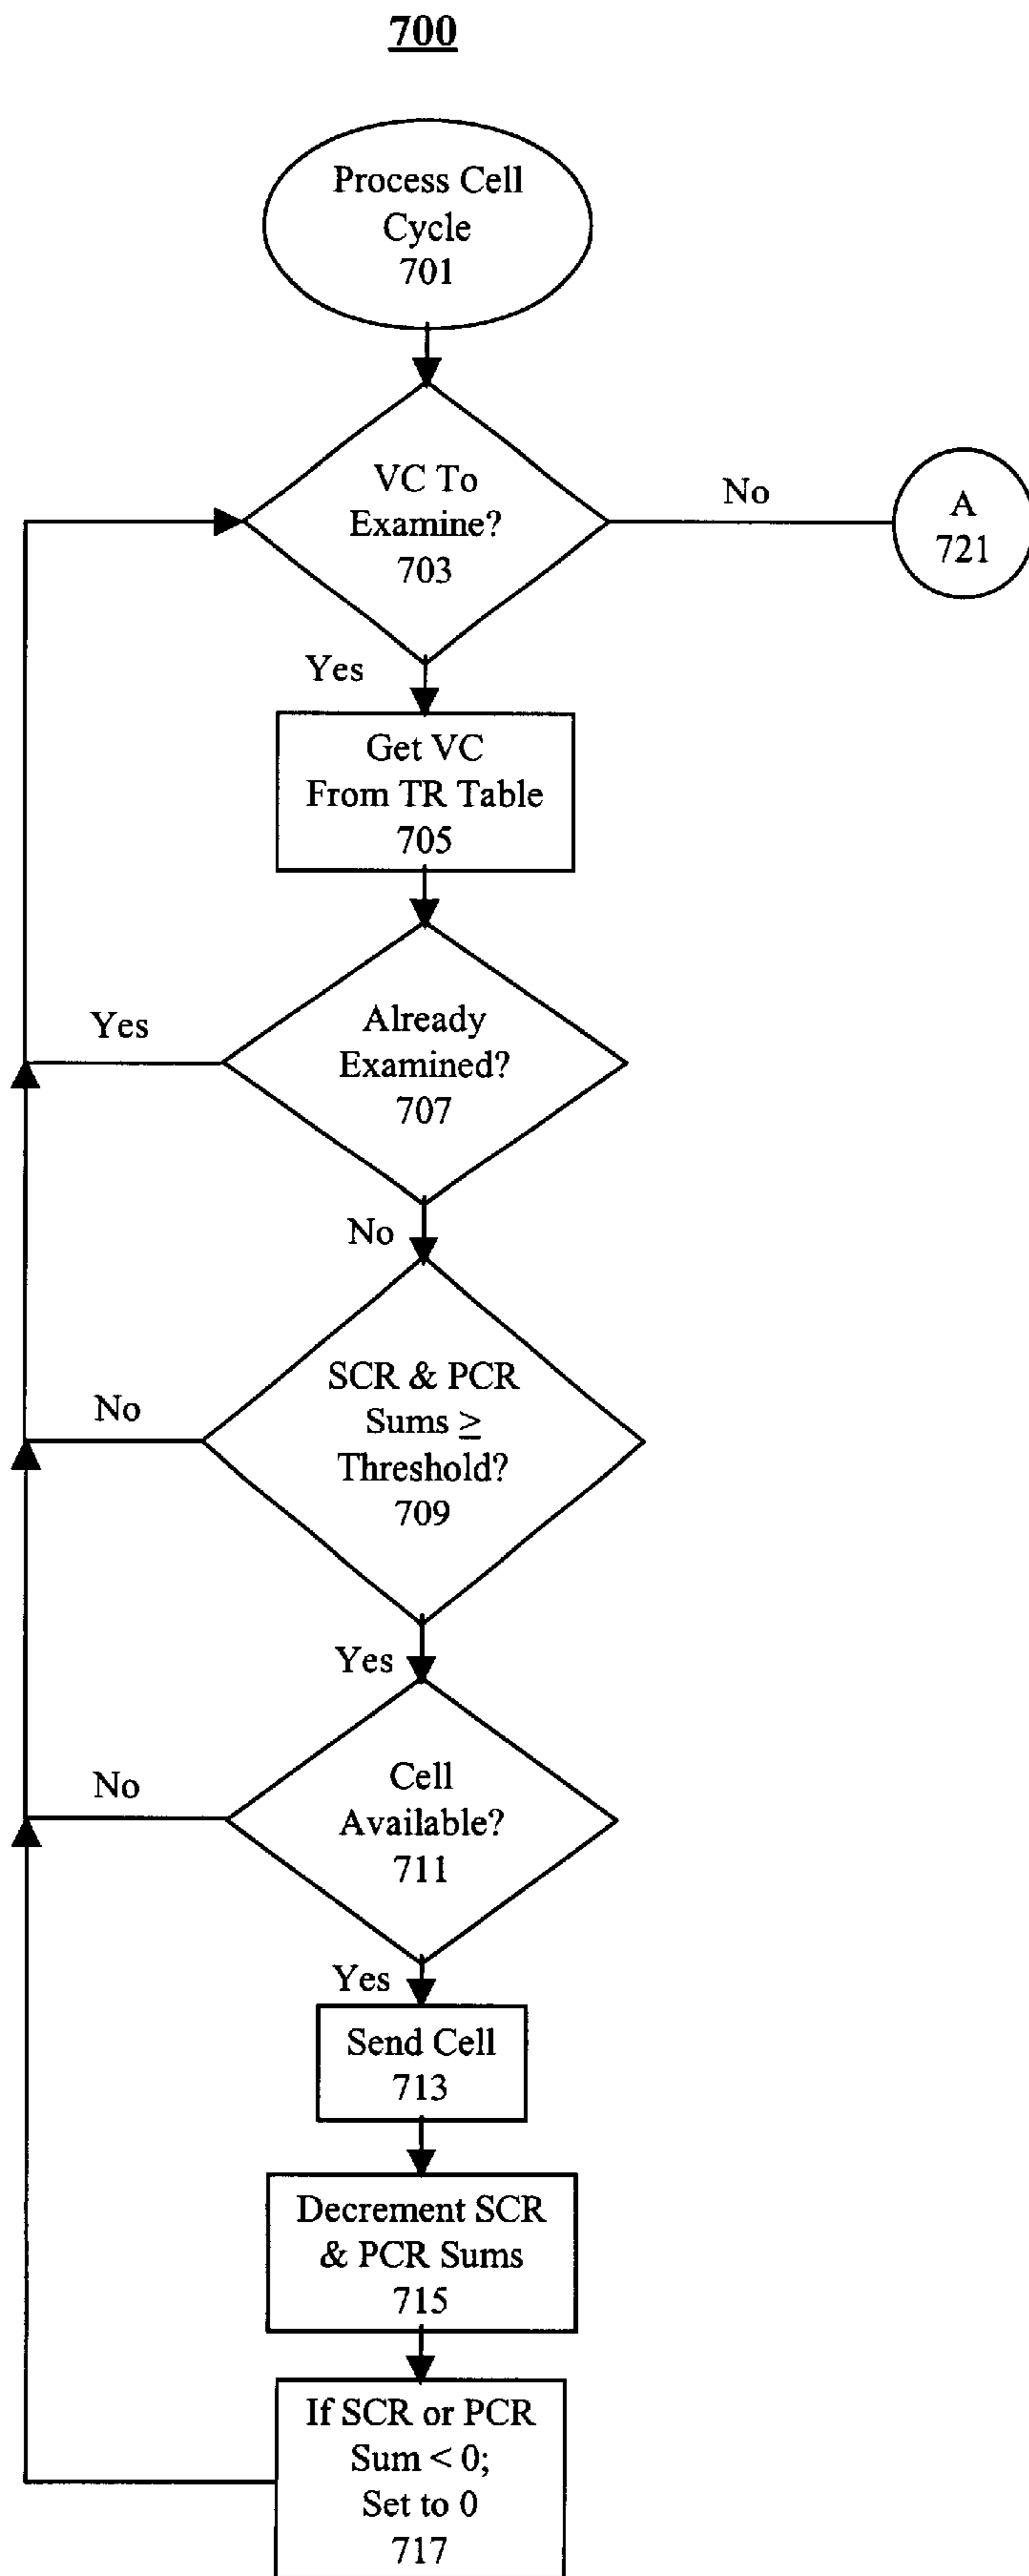 700
Process Cell
Cycle
701
VC To
Examine?
703
No
A
721
Yes
Get VC
From TR Table
705
Already
Examined?
707
Yes
No
SCR & PCR
Sums ≥
Threshold?
709
No
Yes
Cell
Available?
711
No
Yes
Send Cell
713
Decrement SCR
& PCR Sums
715
If SCR or PCR
Sum < 0;
Set to 0
717